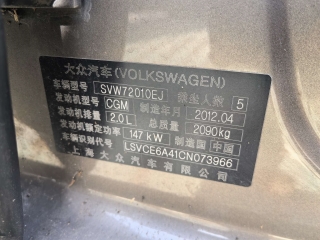 大众汽车(VOLKSWAGEN)
车辆型号 SVW72010EJ 乘坐人数 5
发动机型号 CGM 制造年月 2012.04
发动机排量 2.0L 总质量 2090kg
发动机额定功率 147kW 制造国 中国
车辆识别代号 LSVCE6A41CN073966
上海大众汽车有限公司